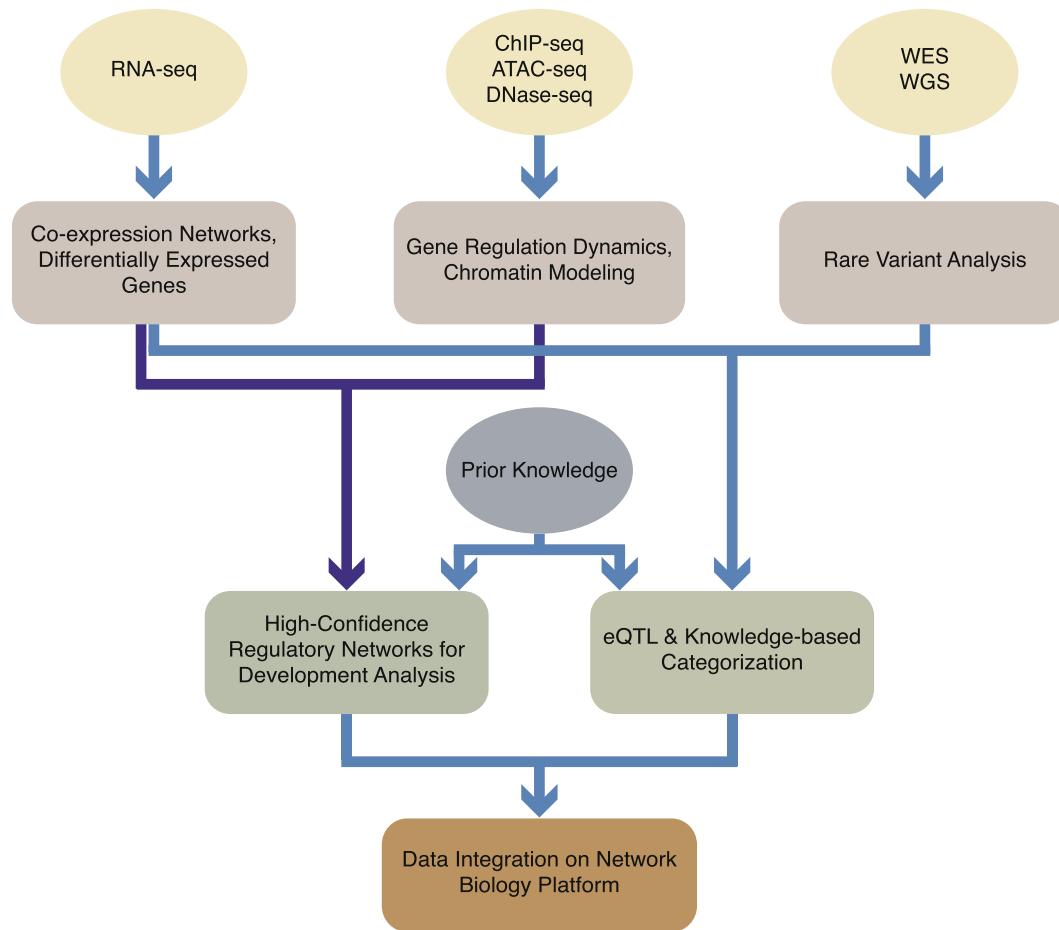 RNA-seq
ChIP-seq
ATAC-seq
DNase-seq
WES
WGS
Co-expression Networks,
Differentially Expressed
Genes
Gene Regulation Dynamics,
Chromatin Modeling
Rare Variant Analysis
Prior Knowledge
High-Confidence
Regulatory Networks for
Development Analysis
eQTL & Knowledge-based
Categorization
Data Integration on Network
Biology Platform